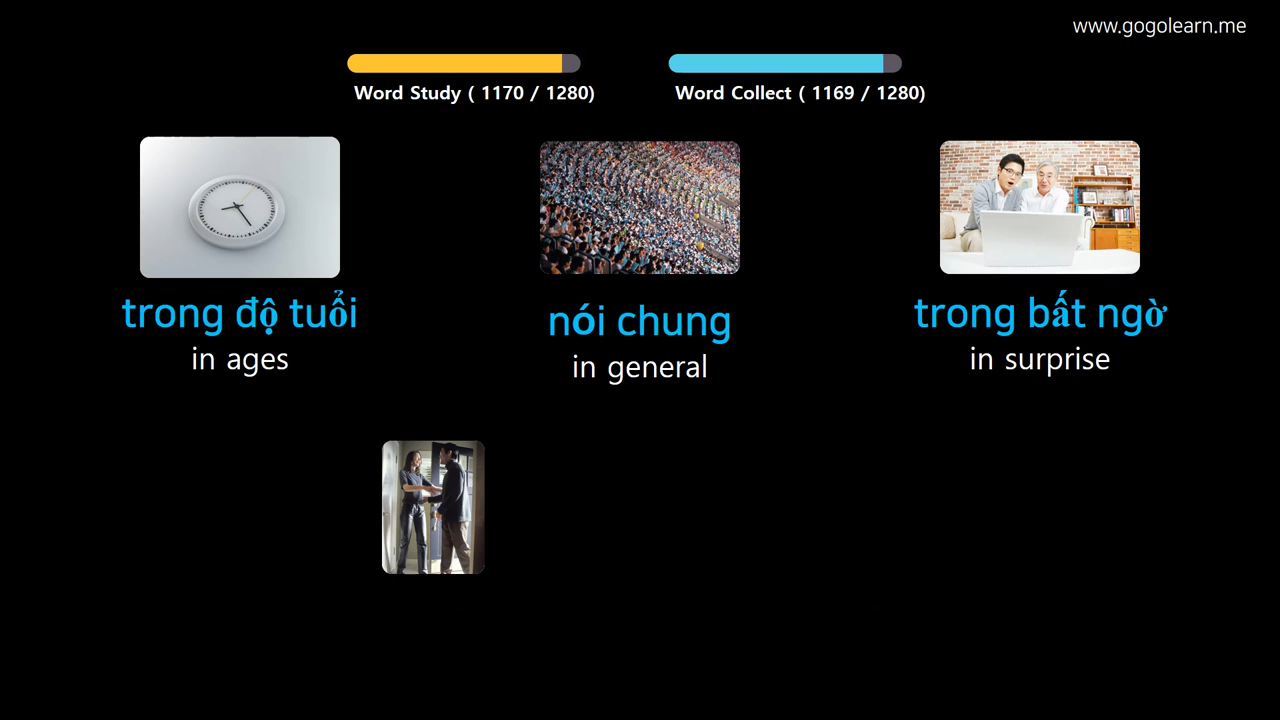 www.gogolearn.me
Word Study ( 1170 / 1280)
Word Collect ( 1169 / 1280)
trong độ tuổi
in ages
nói chung
in general
trong bất ngờ
in surprise